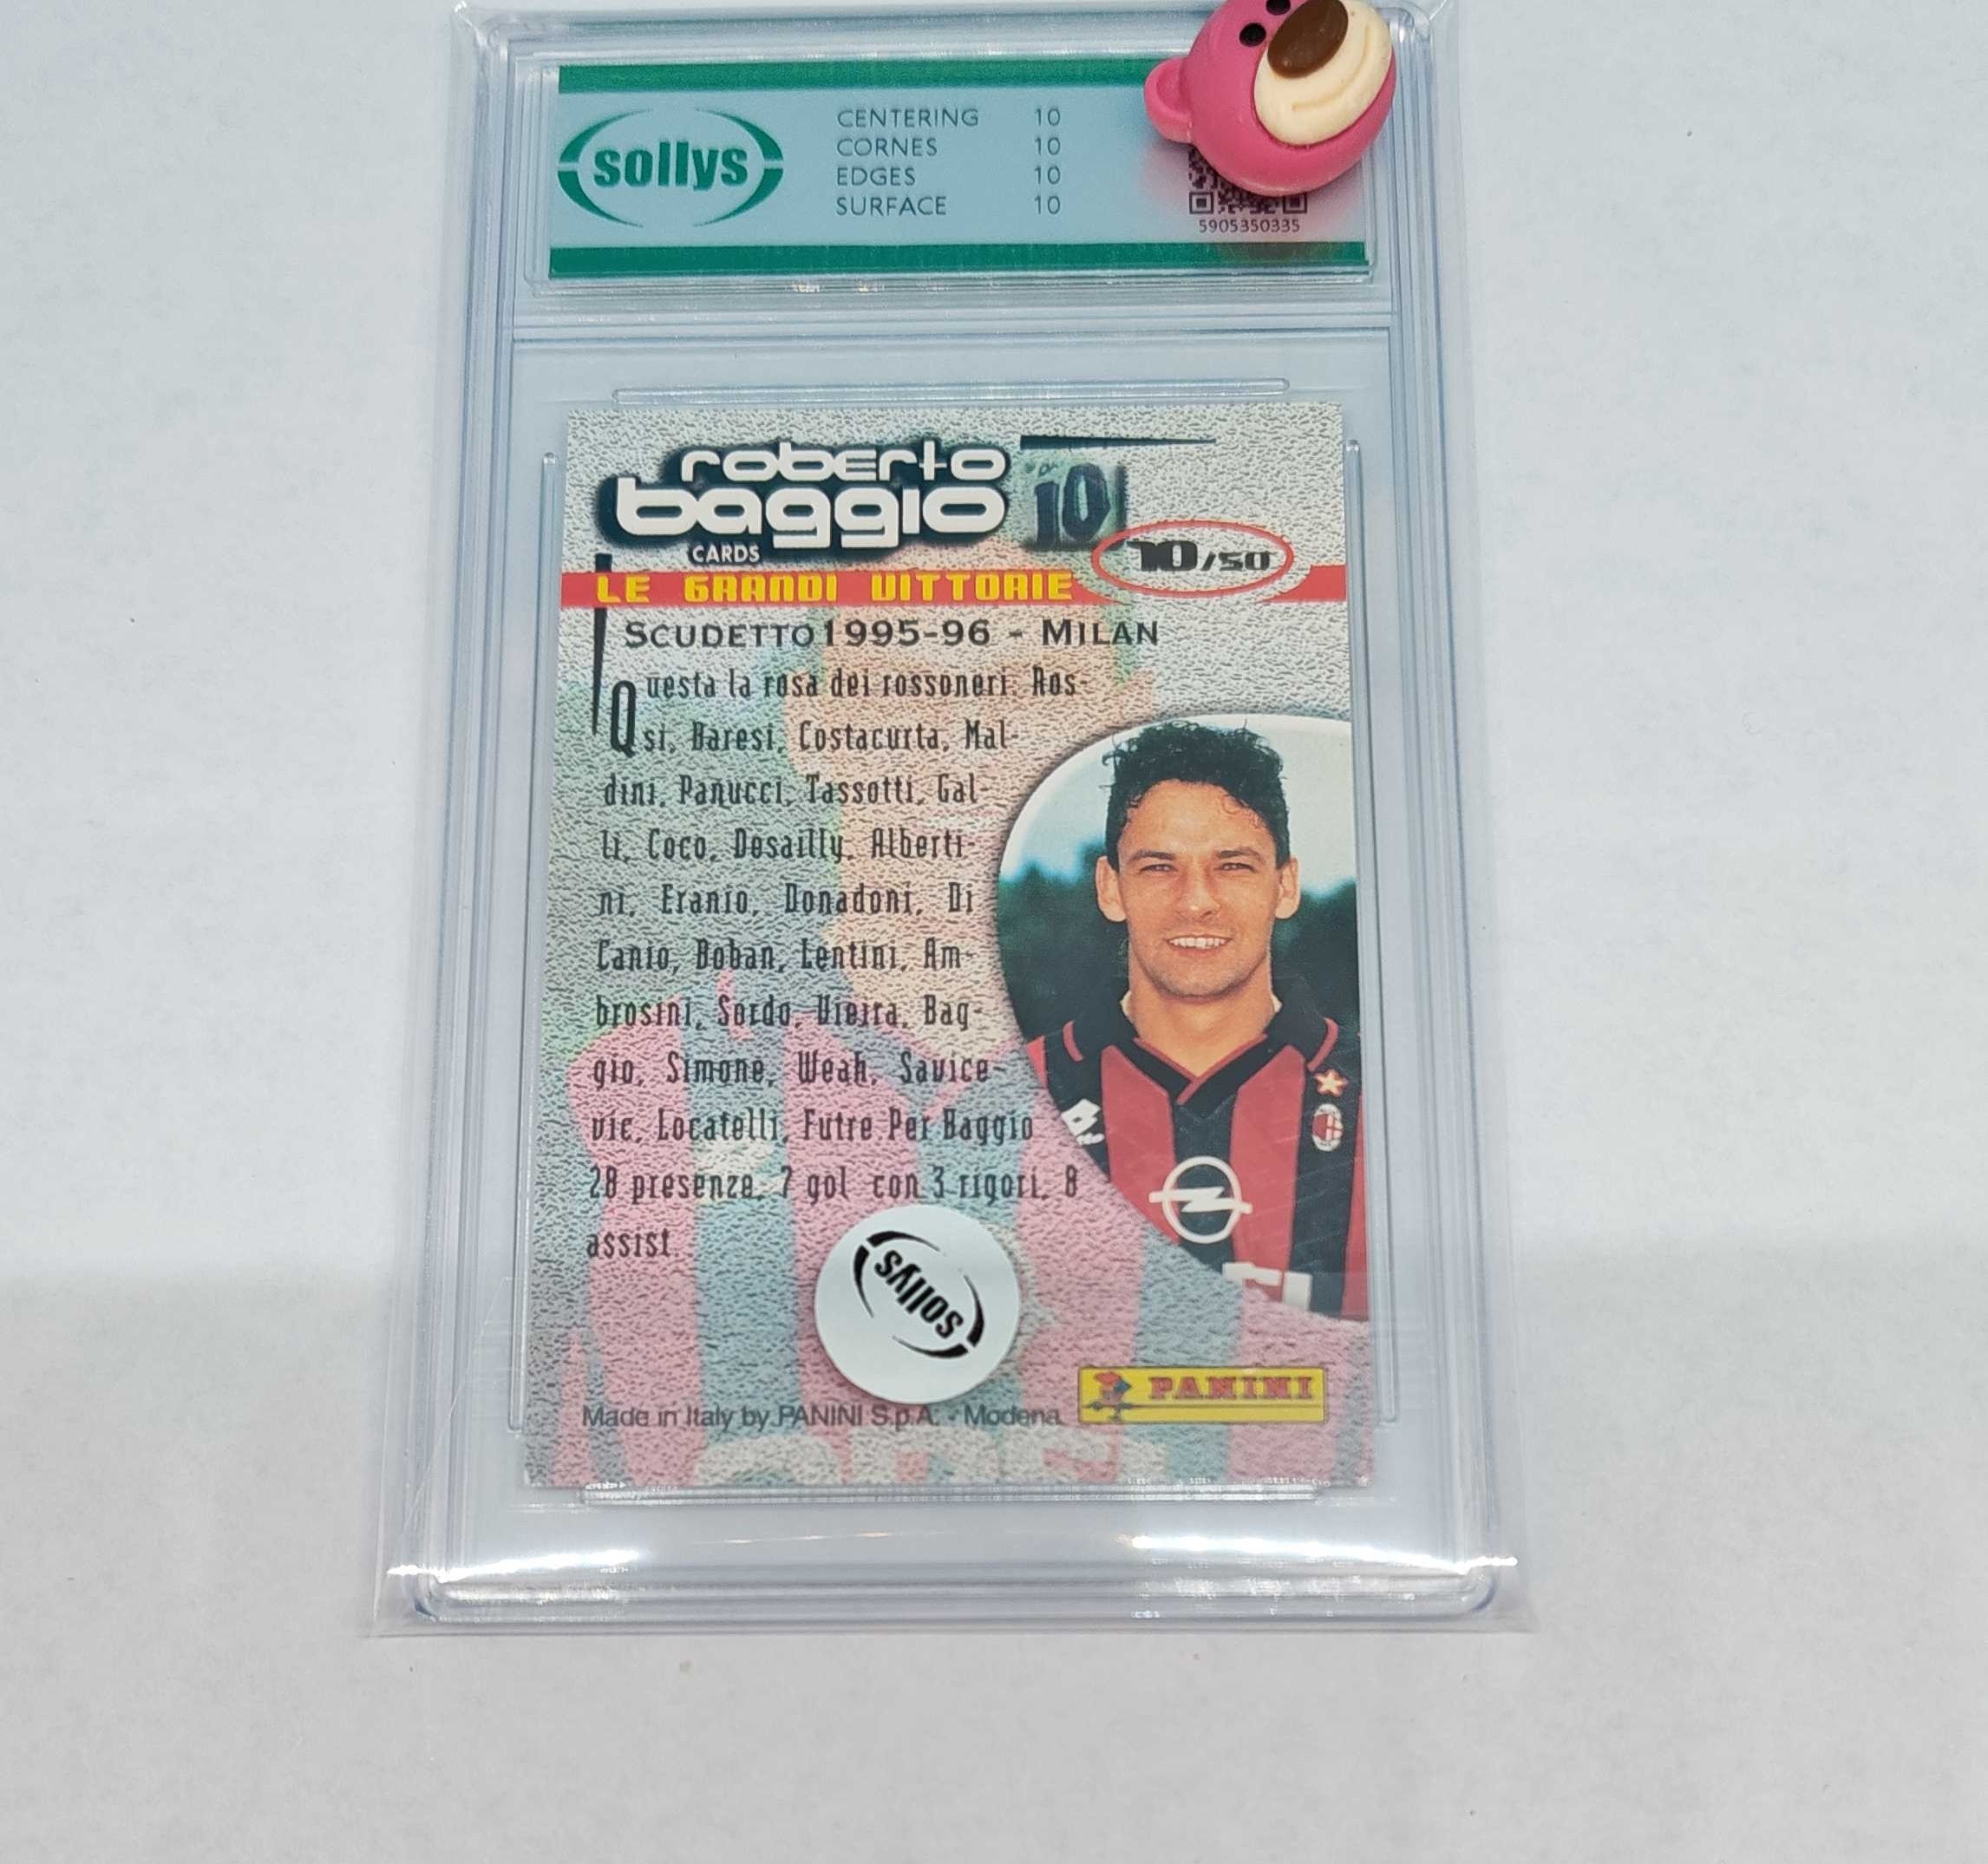 sollys
CENTERING 10
CORNES 10
EDGES 10
SURFACE 10
5905350335
roberto
baggio
CARDS
10
10/50
LE GRANDI VITTORIE
SCUDETTO 1995-96 - MILAN
Questa la rosa dei rossoneri. Ros-
si, Baresi, Costacurta, Mal-
dini, Panucci, Tassotti, Gal-
li, Coco, Desailly, Alberti-
ni, Eranio, Donadoni, Di
Canio, Boban, Lentini, Am-
brosini, Sordo, Vieira, Bag-
gio, Simone, Weah, Savice-
vic, Locatelli, Futre. Per Baggio
28 presenze, 7 gol con 3 rigori, 8
assist.
sollys
PANINI
Made in Italy by PANINI S.p.A. - Modena